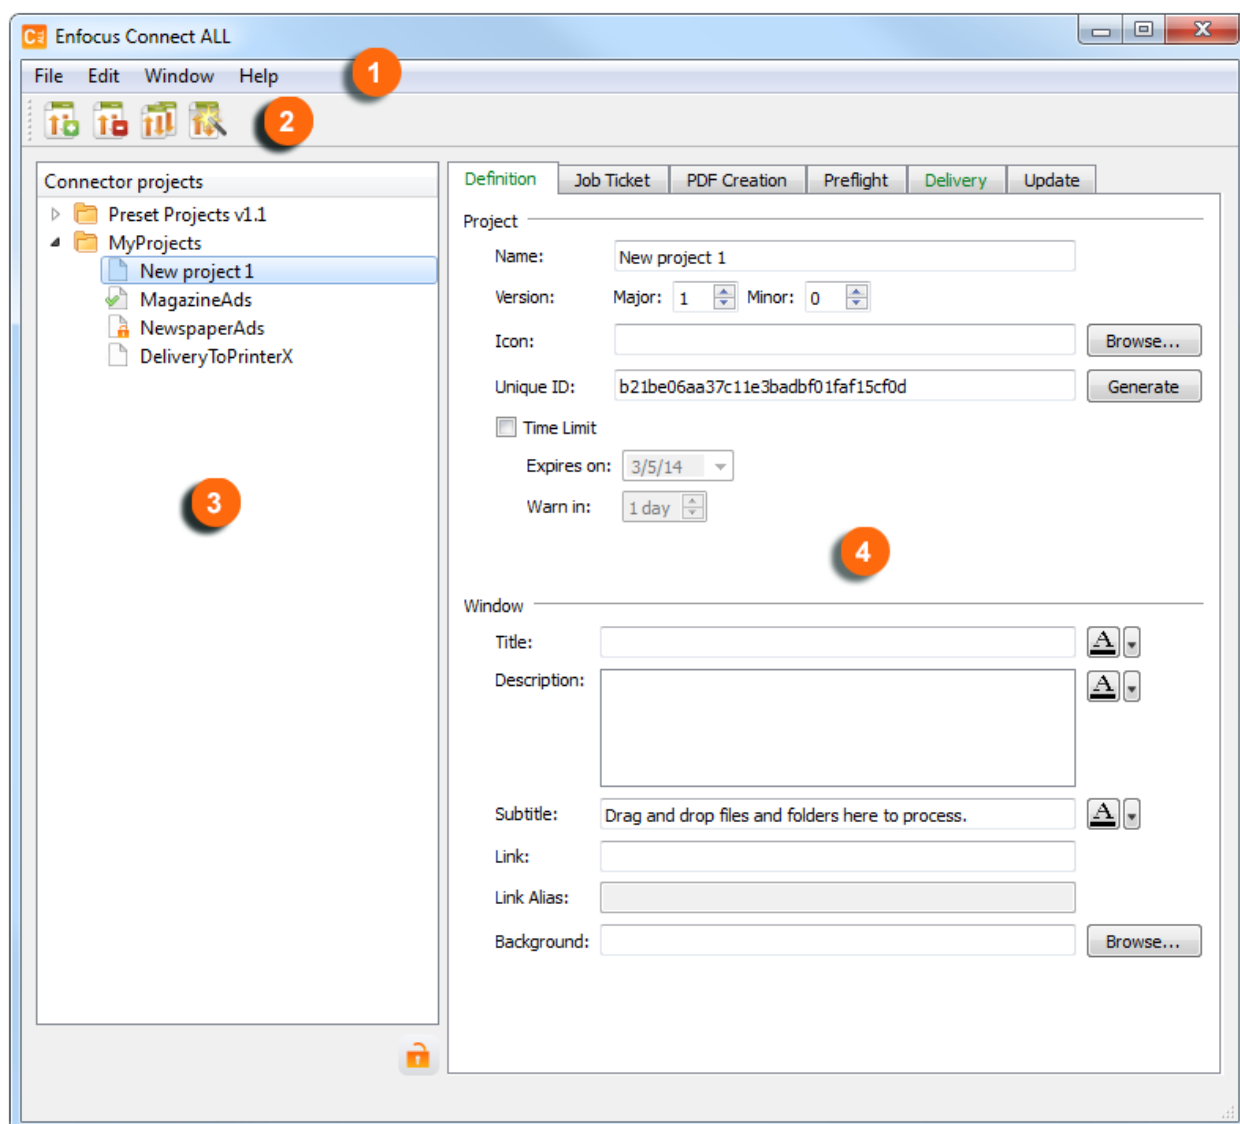 Enfocus Connect ALL
File Edit Window Help 1
2
Connector projects
Preset Projects v1.1
MyProjects
New project 1
MagazineAds
NewspaperAds
DeliveryToPrinterX
3
Definition Job Ticket PDF Creation Preflight Delivery Update
Project
Name: New project 1
Version: Major: 1 Minor: 0
Icon: Browse...
Unique ID: b21be06aa37c11e3badbf01faf15cf0d Generate
Time Limit
Expires on: 3/5/14
Warn in: 1 day
4
Window
Title: A
Description: A
Subtitle: Drag and drop files and folders here to process. A
Link:
Link Alias:
Background: Browse...